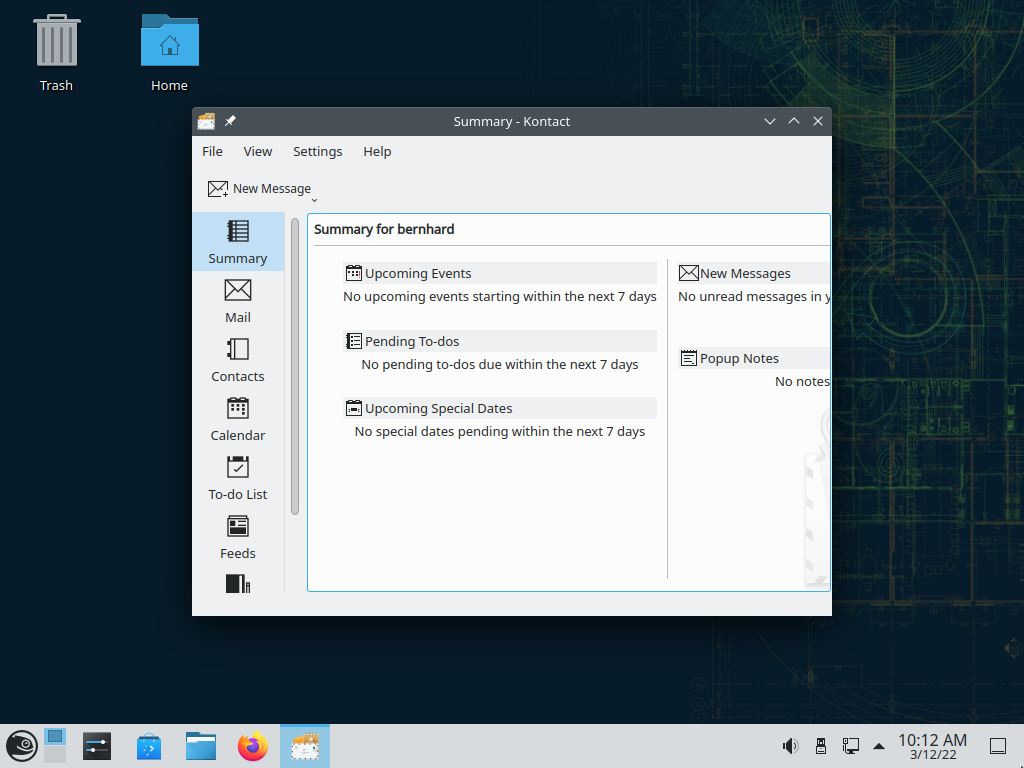 Trash
Home
Summary - Kontact
File View Settings Help
New Message
Summary
Mail
Contacts
Calendar
To-do List
Feeds
Summary for bernhard
Upcoming Events
No upcoming events starting within the next 7 days
Pending To-dos
No pending to-dos due within the next 7 days
Upcoming Special Dates
No special dates pending within the next 7 days
New Messages
No unread messages in y
Popup Notes
No notes
10:12 AM
3/12/22